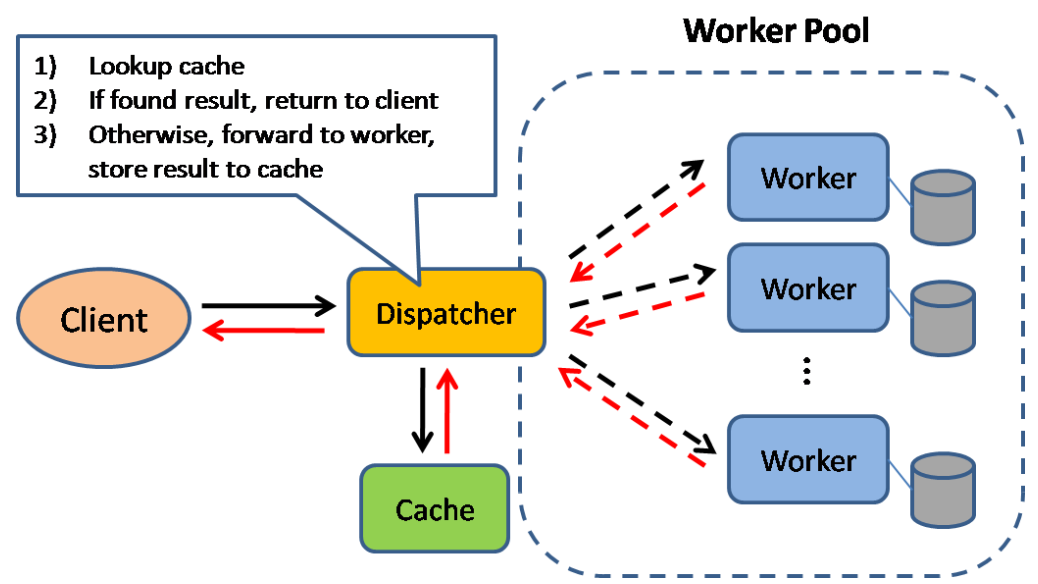 Worker Pool
1) Lookup cache
2) If found result, return to client
3) Otherwise, forward to worker,
store result to cache
Worker
Client
Dispatcher
Worker
Worker
Cache